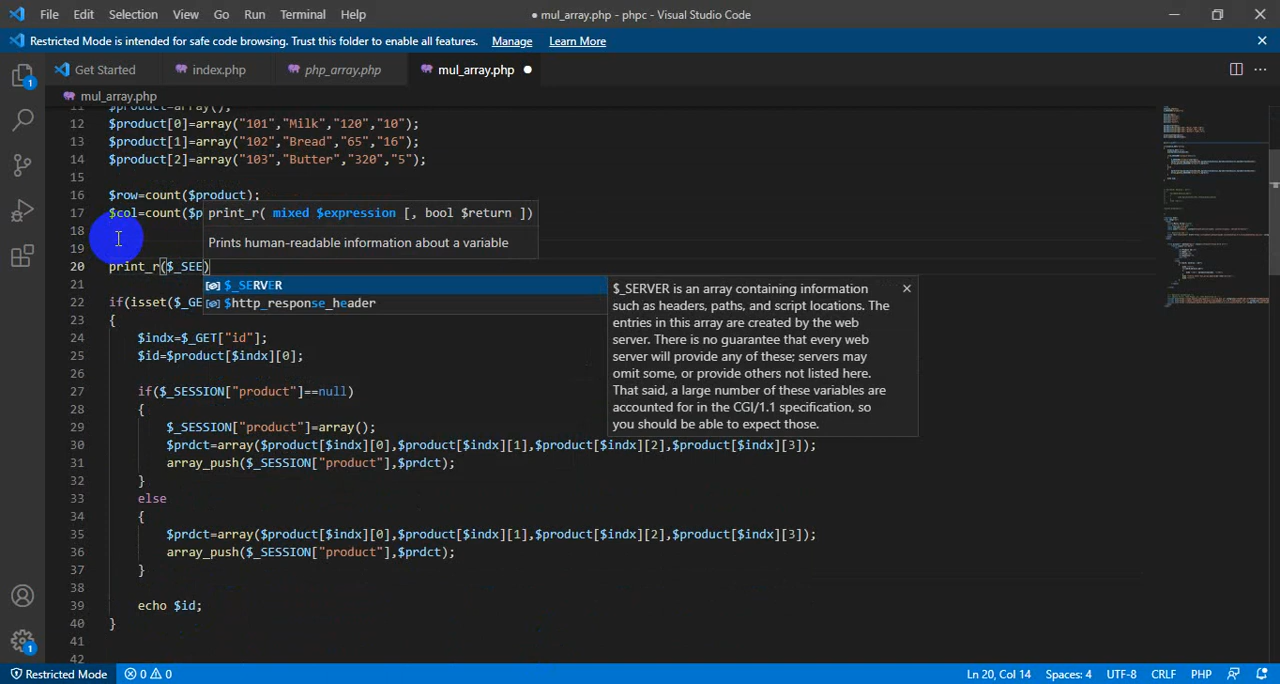 File Edit Selection View Go Run Terminal Help
● mul_array.php - phpc - Visual Studio Code
Restricted Mode is intended for safe code browsing. Trust this folder to enable all features. Manage Learn More
Get Started index.php php_array.php mul_array.php
mul_array.php
11 $product=array();
12 $product[0]=array("101","Milk","120","10");
13 $product[1]=array("102","Bread","65","16");
14 $product[2]=array("103","Butter","320","5");
15
16 $row=count($product);
17 $col=count($p
print_r( mixed $expression [, bool $return ])
Prints human-readable information about a variable
18
19
20 print_r($_SEE)
$_SERVER
$http_response_header
$_SERVER is an array containing information
such as headers, paths, and script locations. The
entries in this array are created by the web
server. There is no guarantee that every web
server will provide any of these; servers may
omit some, or provide others not listed here.
That said, a large number of these variables are
accounted for in the CGI/1.1 specification, so
you should be able to expect those.
21
22 if(isset($_GE
23 {
24 $indx=$_GET["id"];
25 $id=$product[$indx][0];
26
27 if($_SESSION["product"]==null)
28 {
29 $_SESSION["product"]=array();
30 $prdct=array($product[$indx][0],$product[$indx][1],$product[$indx][2],$product[$indx][3]);
31 array_push($_SESSION["product"],$prdct);
32 }
33 else
34 {
35 $prdct=array($product[$indx][0],$product[$indx][1],$product[$indx][2],$product[$indx][3]);
36 array_push($_SESSION["product"],$prdct);
37 }
38
39 echo $id;
40 }
41
42
1
1
Restricted Mode 0 0 Ln 20, Col 14 Spaces: 4 UTF-8 CRLF PHP